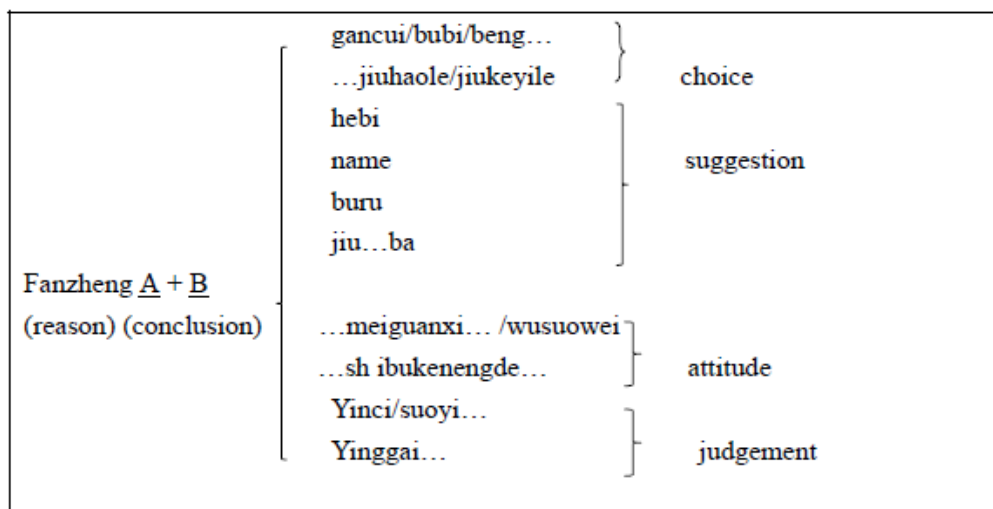 gancui/bubi/beng…
…jiuhaole/jiukeyile choice
hebi
name suggestion
buru
jiu…ba
Fanzheng A + B
(reason) (conclusion)
…meiguanxi… /wusuowei
…sh ibukenengde… attitude
Yinci/suoyi…
Yinggai… judgement